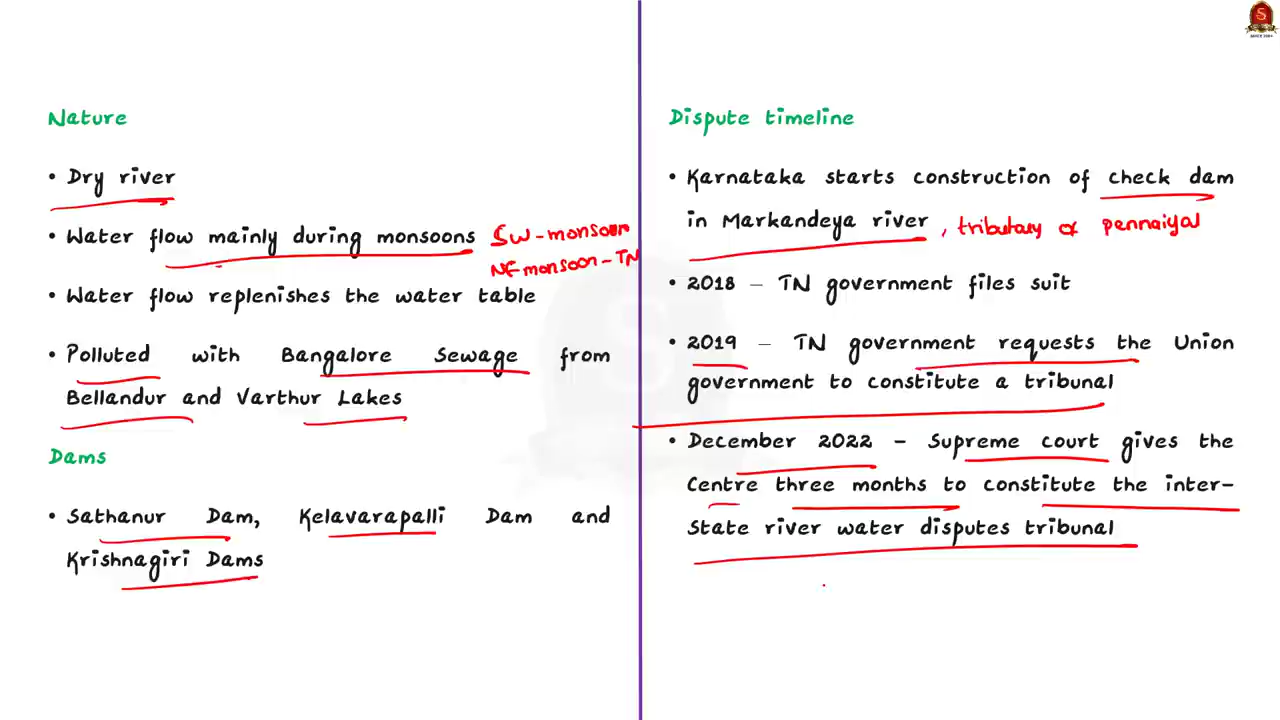 Nature
• Dry river
• Water flow mainly during monsoons SW-monsoon
NE monsoon - TN
• Water flow replenishes the water table
• Polluted with Bangalore Sewage from
Bellandur and Varthur Lakes
Dams
• Sathanur Dam, Kelavarapalli Dam and
Krishnagiri Dams
Dispute timeline
• Karnataka starts construction of check dam
in Markandeya river , tributary of pennaiyal
• 2018 – TN government files suit
• 2019 – TN government requests the Union
government to constitute a tribunal
• December 2022 - Supreme court gives the
Centre three months to constitute the inter-
State river water disputes tribunal
S